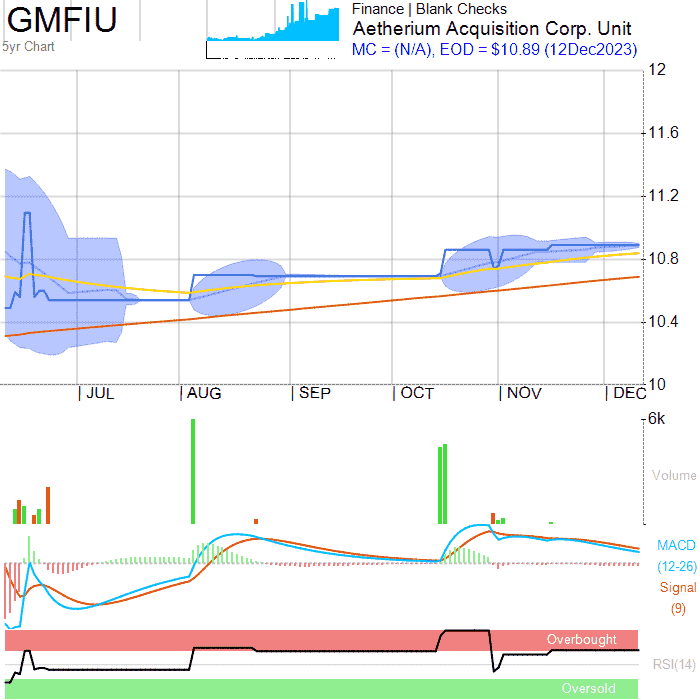 GMFIU
5yr Chart
Finance | Blank Checks
Aetherium Acquisition Corp. Unit
MC = (N/A), EOD = $10.89 (12Dec2023)
12
11.6
11.2
10.8
10.4
10
| JUL | AUG | SEP | OCT | NOV | DEC
6k
Volume
MACD
(12-26)
Signal
(9)
Overbought
RSI(14)
Oversold